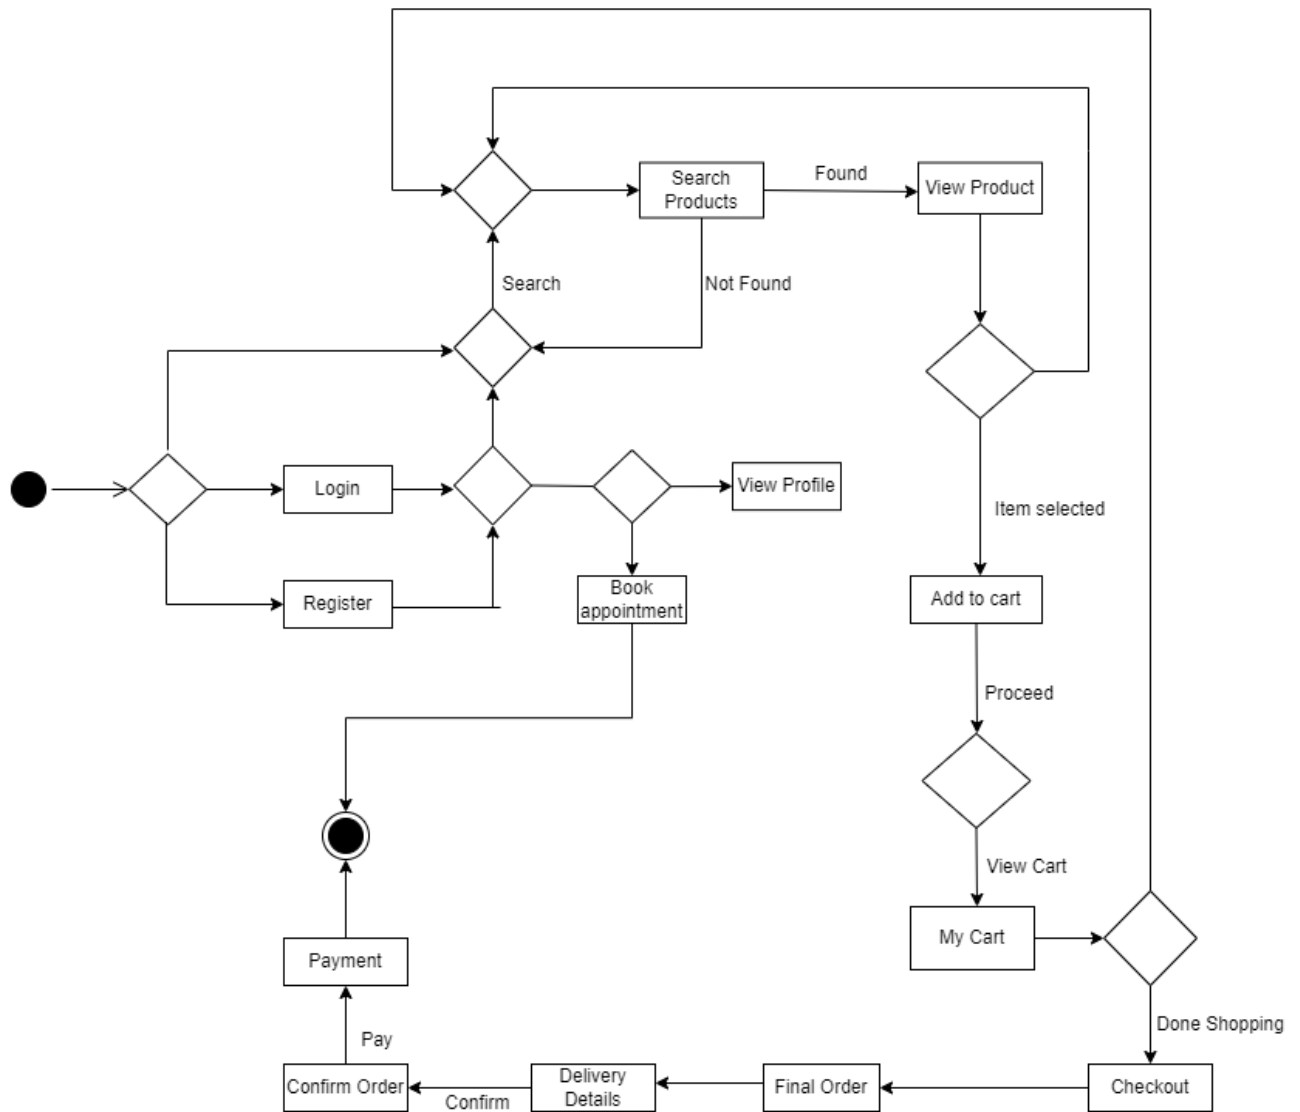 Search
Products
Found
View Product
Search
Not Found
Login
View Profile
Item selected
Register
Book
appointment
Add to cart
Proceed
View Cart
My Cart
Payment
Done Shopping
Pay
Confirm Order
Confirm
Delivery
Details
Final Order
Checkout